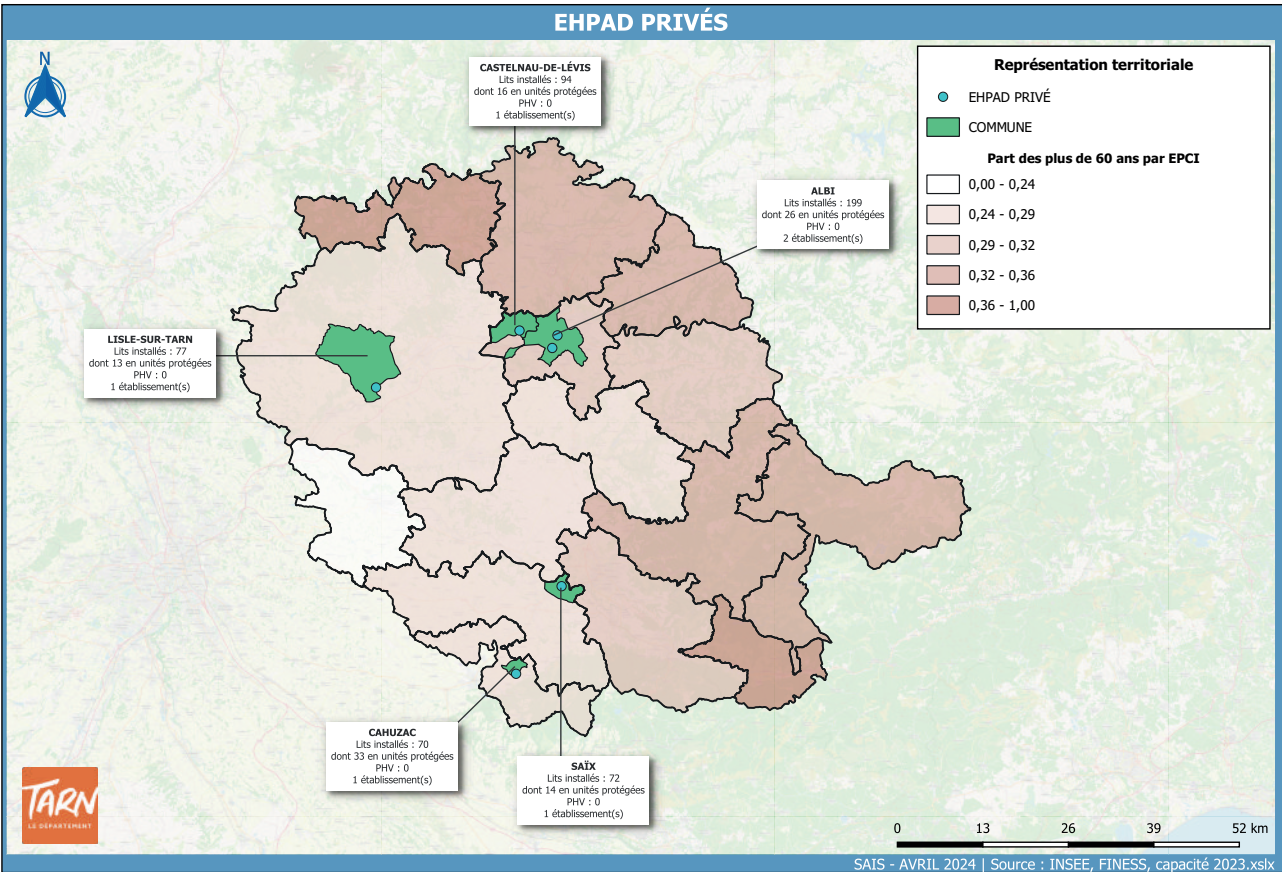 EHPAD PRIVÉS
N
CASTELNAU-DE-LÉVIS
Lits installés : 94
dont 16 en unités protégées
PHV : 0
1 établissement(s)
ALBI
Lits installés : 199
dont 26 en unités protégées
PHV : 0
2 établissement(s)
LISLE-SUR-TARN
Lits installés : 77
dont 13 en unités protégées
PHV : 0
1 établissement(s)
CAHUZAC
Lits installés : 70
dont 33 en unités protégées
PHV : 0
1 établissement(s)
SAÏX
Lits installés : 72
dont 14 en unités protégées
PHV : 0
1 établissement(s)
Représentation territoriale
EHPAD PRIVÉ
COMMUNE
Part des plus de 60 ans par EPCI
0,00 - 0,24
0,24 - 0,29
0,29 - 0,32
0,32 - 0,36
0,36 - 1,00
TARN
LE DÉPARTEMENT
0 13 26 39 52 km
SAIS - AVRIL 2024 | Source : INSEE, FINESS, capacité 2023.xslx